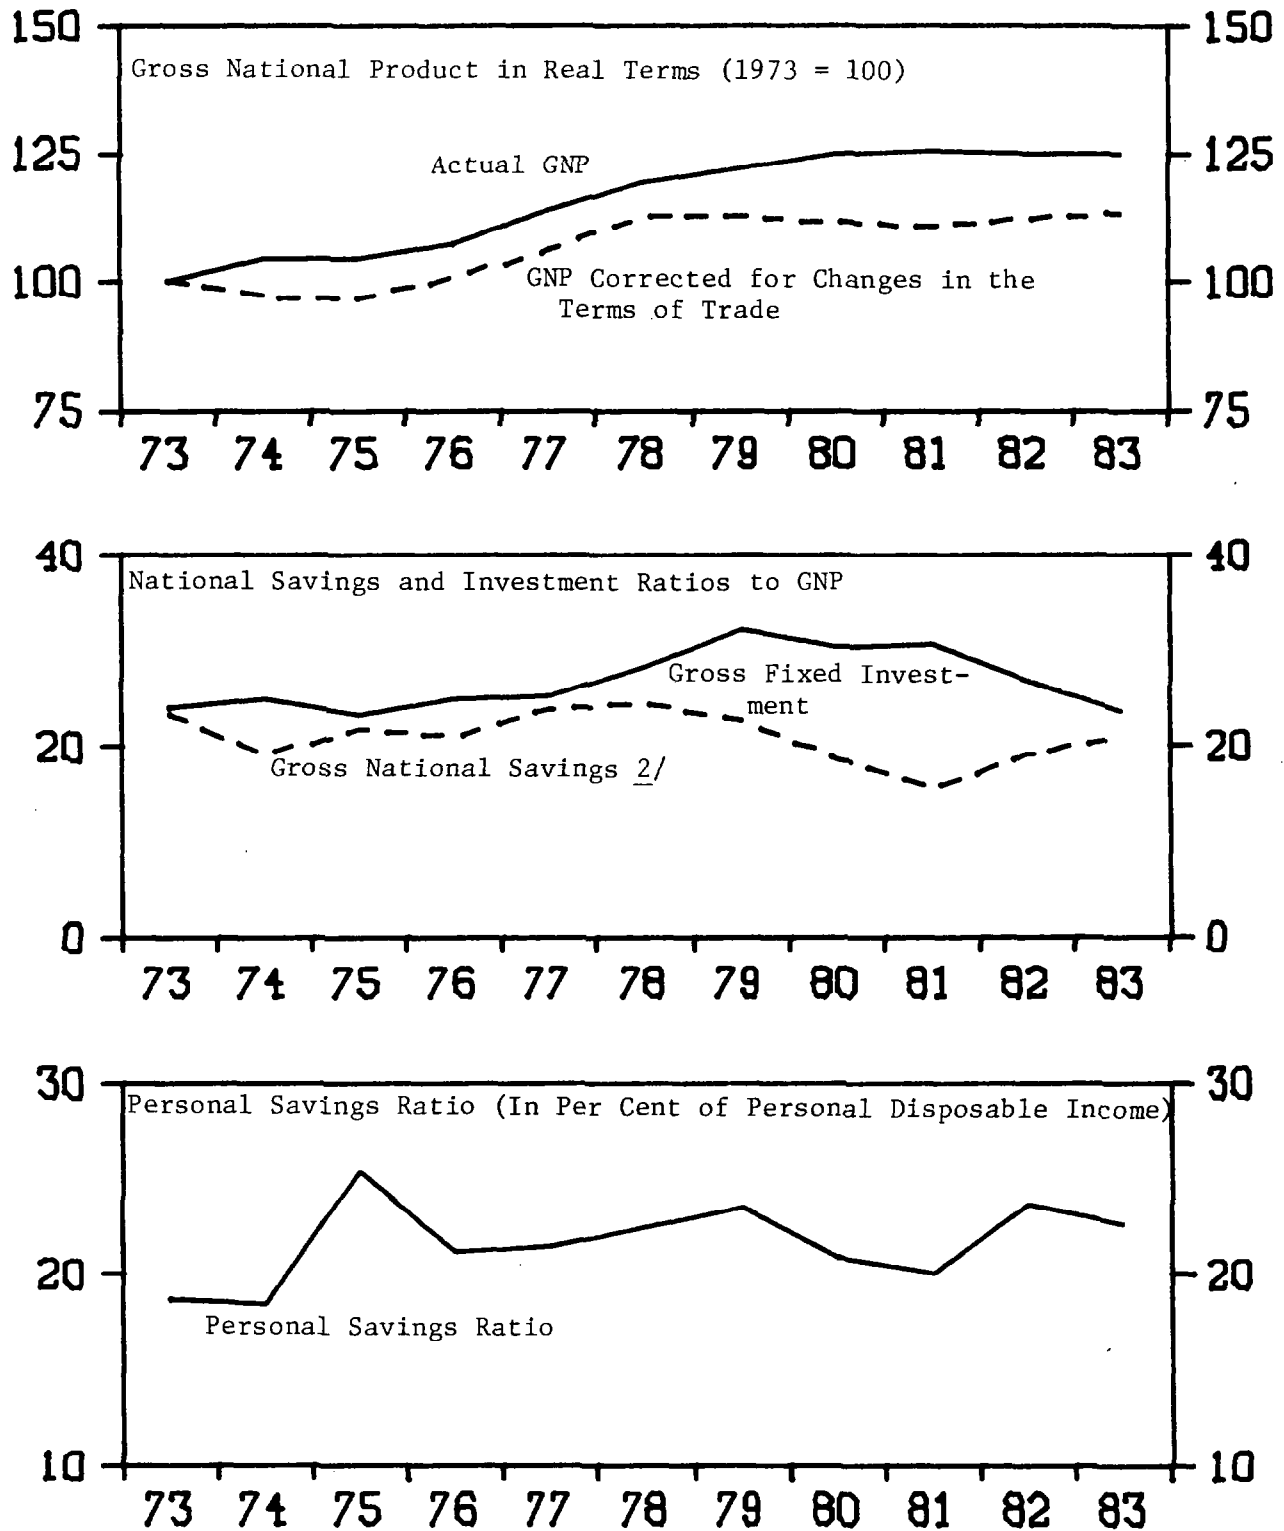 150 150
Gross National Product in Real Terms (1973 = 100)
125 125
Actual GNP
100 100
GNP Corrected for Changes in the
Terms of Trade
75 75
73 74 75 76 77 78 79 80 81 82 83
40 40
National Savings and Investment Ratios to GNP
Gross Fixed Invest-
ment
20 20
Gross National Savings 2/
0 0
73 74 75 76 77 78 79 80 81 82 83
30 30
Personal Savings Ratio (In Per Cent of Personal Disposable Income)
20 20
Personal Savings Ratio
10 10
73 74 75 76 77 78 79 80 81 82 83